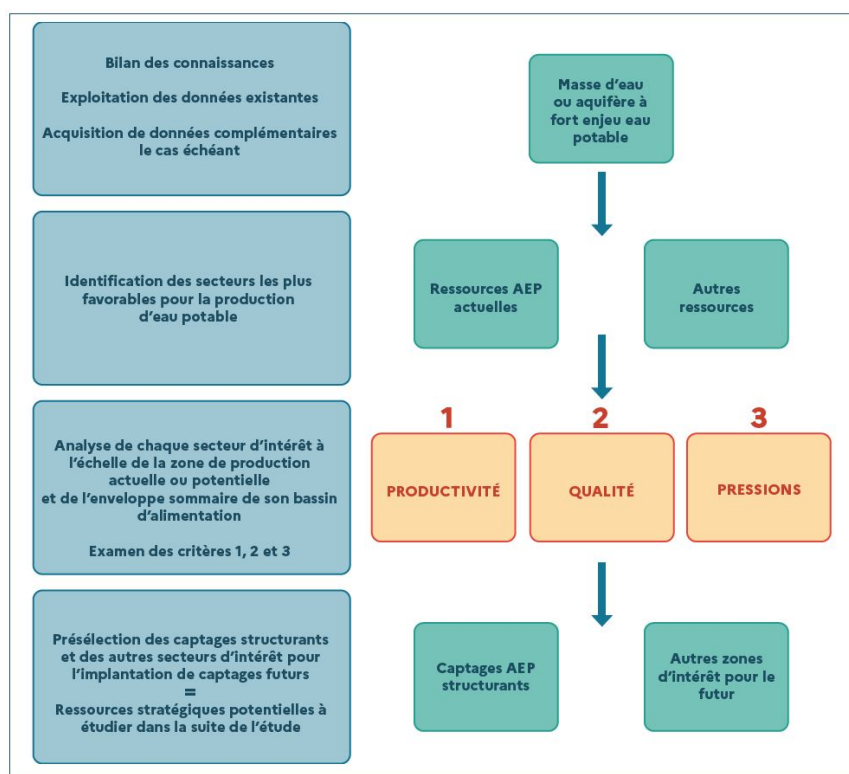 Bilan des connaissances
Exploitation des données existantes
Acquisition de données complémentaires
le cas échéant
Masse d'eau
ou aquifère à
fort enjeu eau
potable
Identification des secteurs les plus
favorables pour la production
d'eau potable
Ressources AEP
actuelles
Autres
ressources
Analyse de chaque secteur d'intérêt à
l'échelle de la zone de production
actuelle ou potentielle
et de l'enveloppe sommaire de son bassin
d'alimentation
Examen des critères 1, 2 et 3
1
PRODUCTIVITÉ
2
QUALITÉ
3
PRESSIONS
Présélection des captages structurants
et des autres secteurs d'intérêt pour
l'implantation de captages futurs
=
Ressources stratégiques potentielles à
étudier dans la suite de l'étude
Captages AEP
structurants
Autres zones
d'intérêt pour le
futur